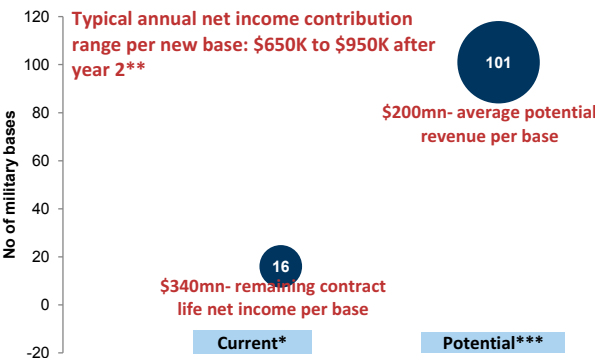 Typical annual net income contribution
range per new base: $650K to $950K after
year 2**
No of military bases
120
100
80
60
40
20
0
-20
101
$200mn- average potential
revenue per base
16
$340mn- remaining contract
life net income per base
Current*
Potential***